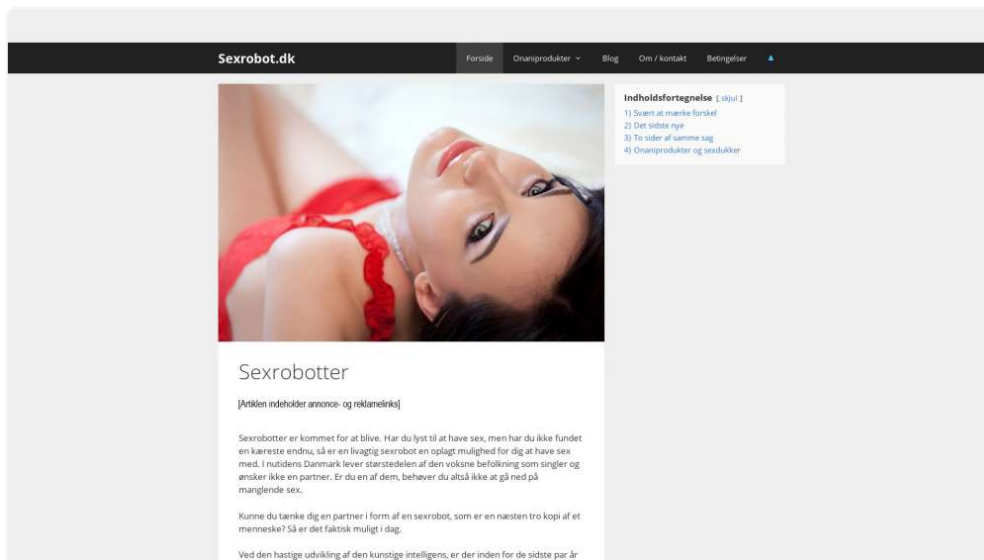 Sexrobot.dk
Forside Onaniprodukter Blog Om / kontakt Betingelser
Indholdsfortegnelse [ skjul ]
1) Svært at mærke forskel
2) Det sidste nye
3) To sider af samme sag
4) Onaniprodukter og sexdukker
Sexrobotter
[Artiklen indeholder annonce- og reklamelinks]
Sexrobotter er kommet for at blive. Har du lyst til at have sex, men har du ikke fundet
en kæreste endnu, så er en livagtig sexrobot en oplagt mulighed for dig at have sex
med. I nutidens Danmark lever størstedelen af den voksne befolkning som singler og
ønsker ikke en partner. Er du en af dem, behøver du altså ikke at gå ned på
manglende sex.
Kunne du tænke dig en partner i form af en sexrobot, som er en næsten tro kopi af et
menneske? Så er det faktisk muligt i dag.
Ved den hastige udvikling af den kunstige intelligens, er der inden for de sidste par år